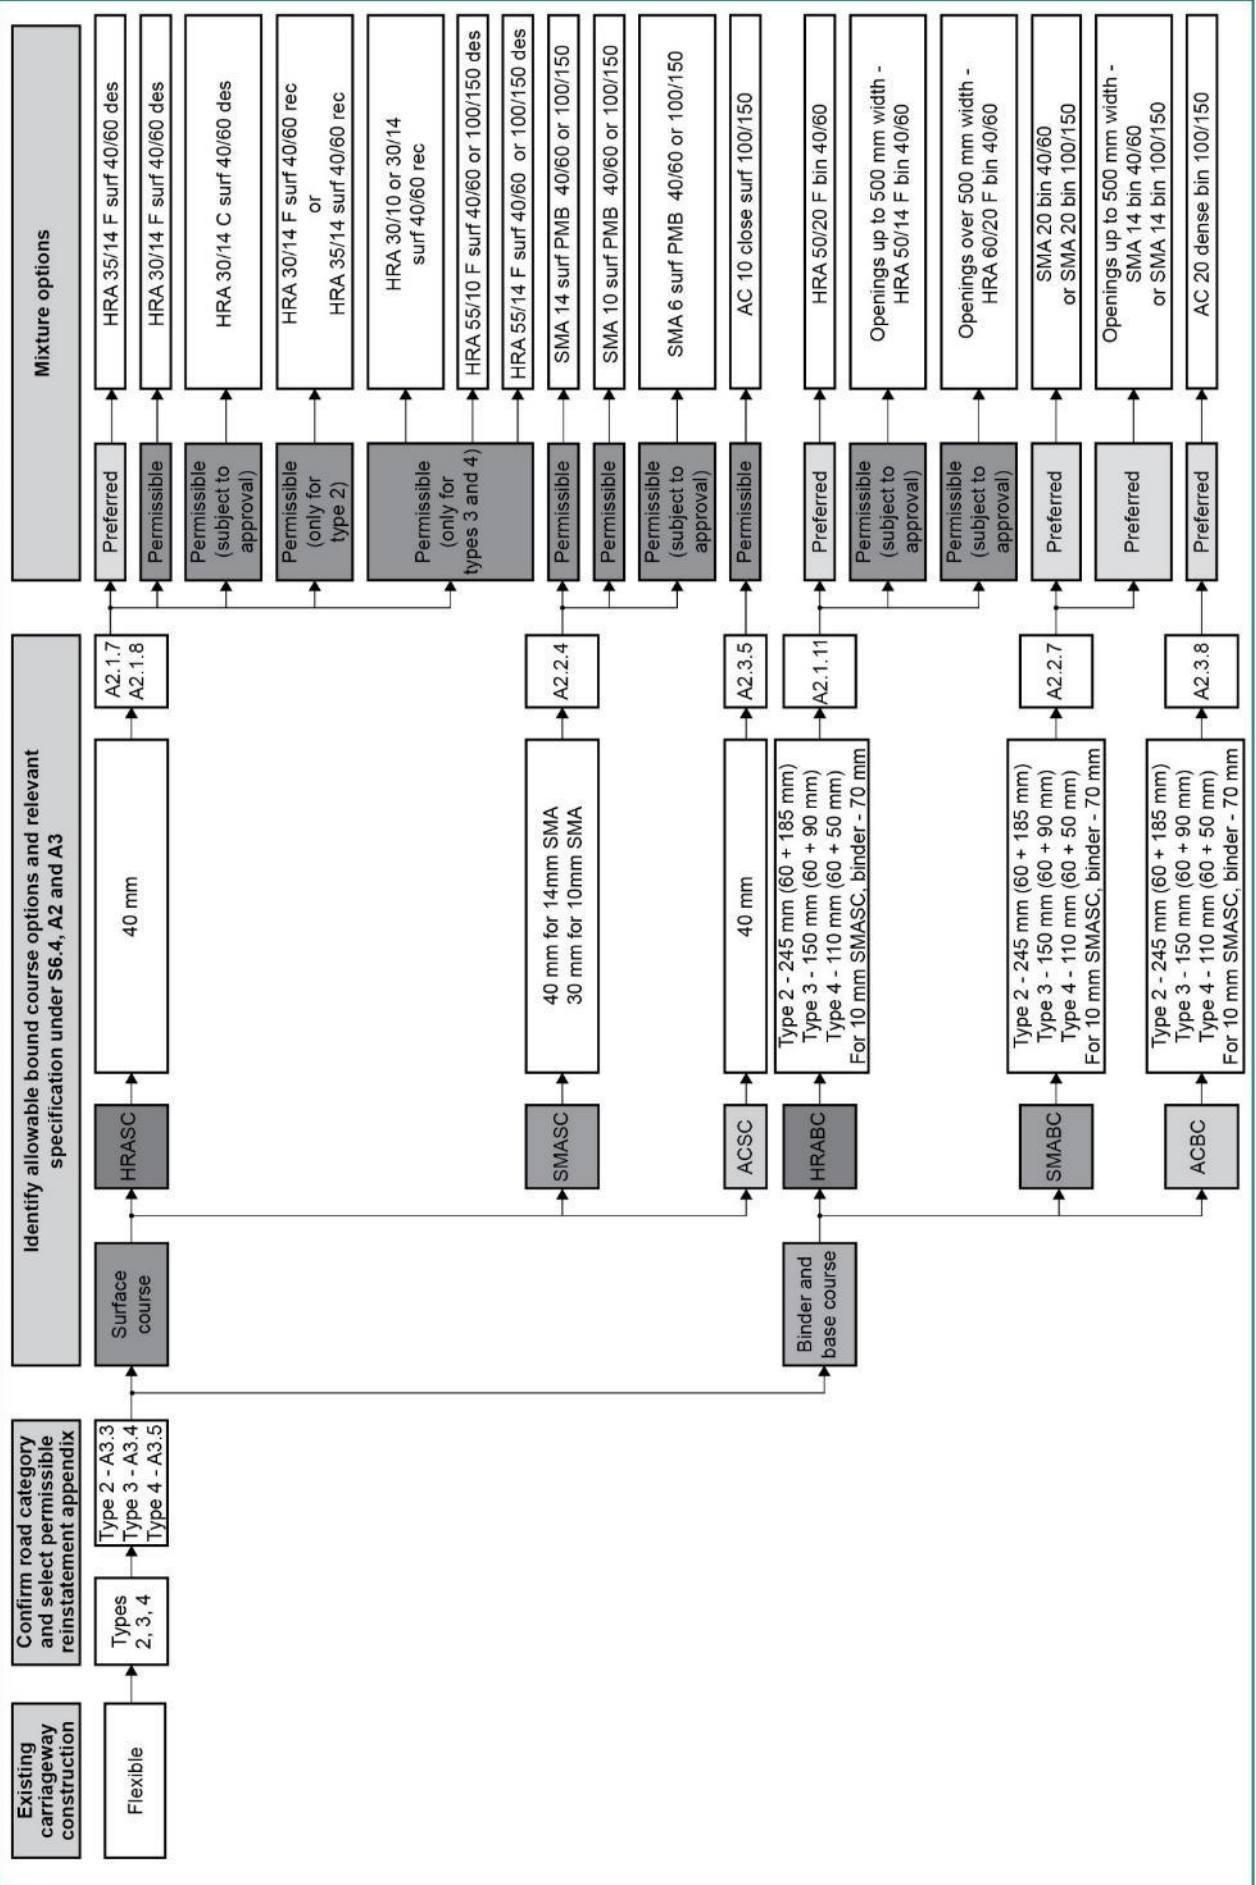 Existing
carriageway
construction
Confirm road category
and select permissible
reinstatement appendix
Identify allowable bound course options and relevant
specification under S6.4, A2 and A3
Mixture options
Flexible
Types
2, 3, 4
Type 2 - A3.3
Type 3 - A3.4
Type 4 - A3.5
Surface
course
HRASC
40 mm
A2.1.7
A2.1.8
Preferred
HRA 35/14 F surf 40/60 des
Permissible
HRA 30/14 F surf 40/60 des
Permissible
(subject to
approval)
HRA 30/14 C surf 40/60 des
Permissible
(only for
type 2)
HRA 30/14 F surf 40/60 rec
or
HRA 35/14 surf 40/60 rec
Permissible
(only for
types 3 and 4)
HRA 30/10 or 30/14
surf 40/60 rec
HRA 55/10 F surf 40/60 or 100/150 des
HRA 55/14 F surf 40/60 or 100/150 des
SMASC
40 mm for 14mm SMA
30 mm for 10mm SMA
A2.2.4
Permissible
SMA 14 surf PMB 40/60 or 100/150
Permissible
SMA 10 surf PMB 40/60 or 100/150
Permissible
(subject to
approval)
SMA 6 surf PMB 40/60 or 100/150
ACSC
40 mm
A2.3.5
Permissible
AC 10 close surf 100/150
Binder and
base course
HRABC
Type 2 - 245 mm (60 + 185 mm)
Type 3 - 150 mm (60 + 90 mm)
Type 4 - 110 mm (60 + 50 mm)
For 10 mm SMASC, binder - 70 mm
A2.1.11
Preferred
HRA 50/20 F bin 40/60
Permissible
(subject to
approval)
Openings up to 500 mm width -
HRA 50/14 F bin 40/60
Permissible
(subject to
approval)
Openings over 500 mm width -
HRA 60/20 F bin 40/60
SMABC
Type 2 - 245 mm (60 + 185 mm)
Type 3 - 150 mm (60 + 90 mm)
Type 4 - 110 mm (60 + 50 mm)
For 10 mm SMASC, binder - 70 mm
A2.2.7
Preferred
SMA 20 bin 40/60
or SMA 20 bin 100/150
Preferred
Openings up to 500 mm width -
SMA 14 bin 40/60
or SMA 14 bin 100/150
ACBC
Type 2 - 245 mm (60 + 185 mm)
Type 3 - 150 mm (60 + 90 mm)
Type 4 - 110 mm (60 + 50 mm)
For 10 mm SMASC, binder - 70 mm
A2.3.8
Preferred
AC 20 dense bin 100/150